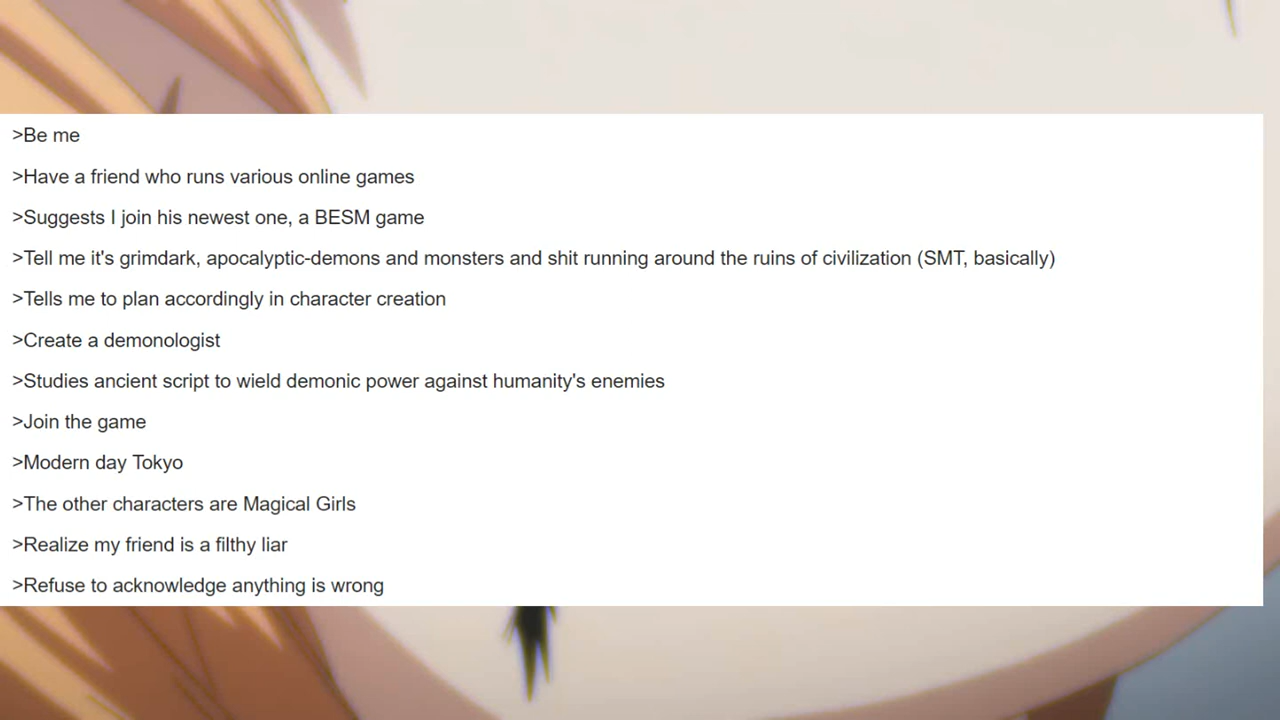 >Be me
>Have a friend who runs various online games
>Suggests I join his newest one, a BESM game
>Tell me it's grimdark, apocalyptic-demons and monsters and shit running around the ruins of civilization (SMT, basically)
>Tells me to plan accordingly in character creation
>Create a demonologist
>Studies ancient script to wield demonic power against humanity's enemies
>Join the game
>Modern day Tokyo
>The other characters are Magical Girls
>Realize my friend is a filthy liar
>Refuse to acknowledge anything is wrong